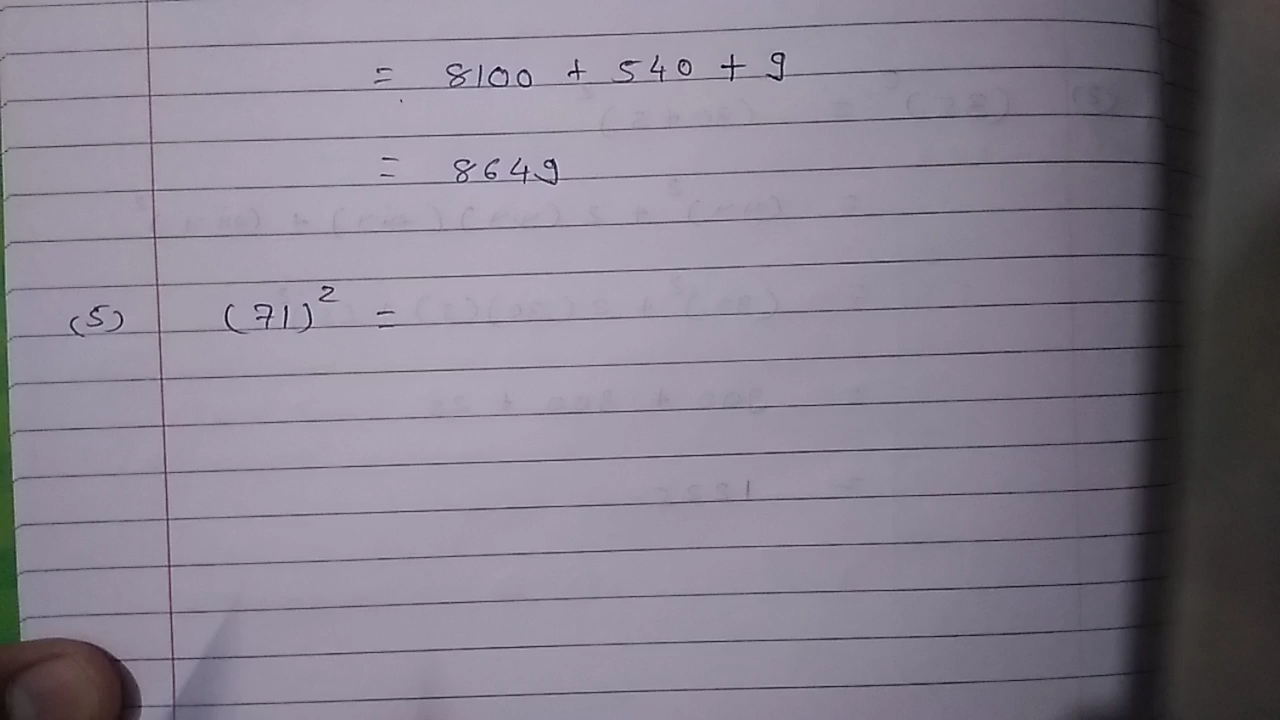 = 8100 + 540 + 9
= 8649
(5) (71)² =